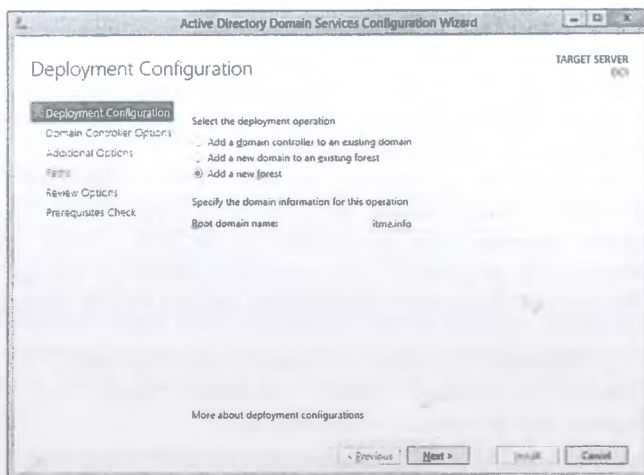 Active Directory Domain Services Configuration Wizard
Deployment Configuration
TARGET SERVER
Deployment Configuration
Domain Controller Options
Additional Options
Paths
Review Options
Prerequisites Check
Select the deployment operation
Add a domain controller to an existing domain
Add a new domain to an existing forest
Add a new forest
Specify the domain information for this operation
Root domain name: itme.info
More about deployment configurations
< Previous Next > Install Cancel